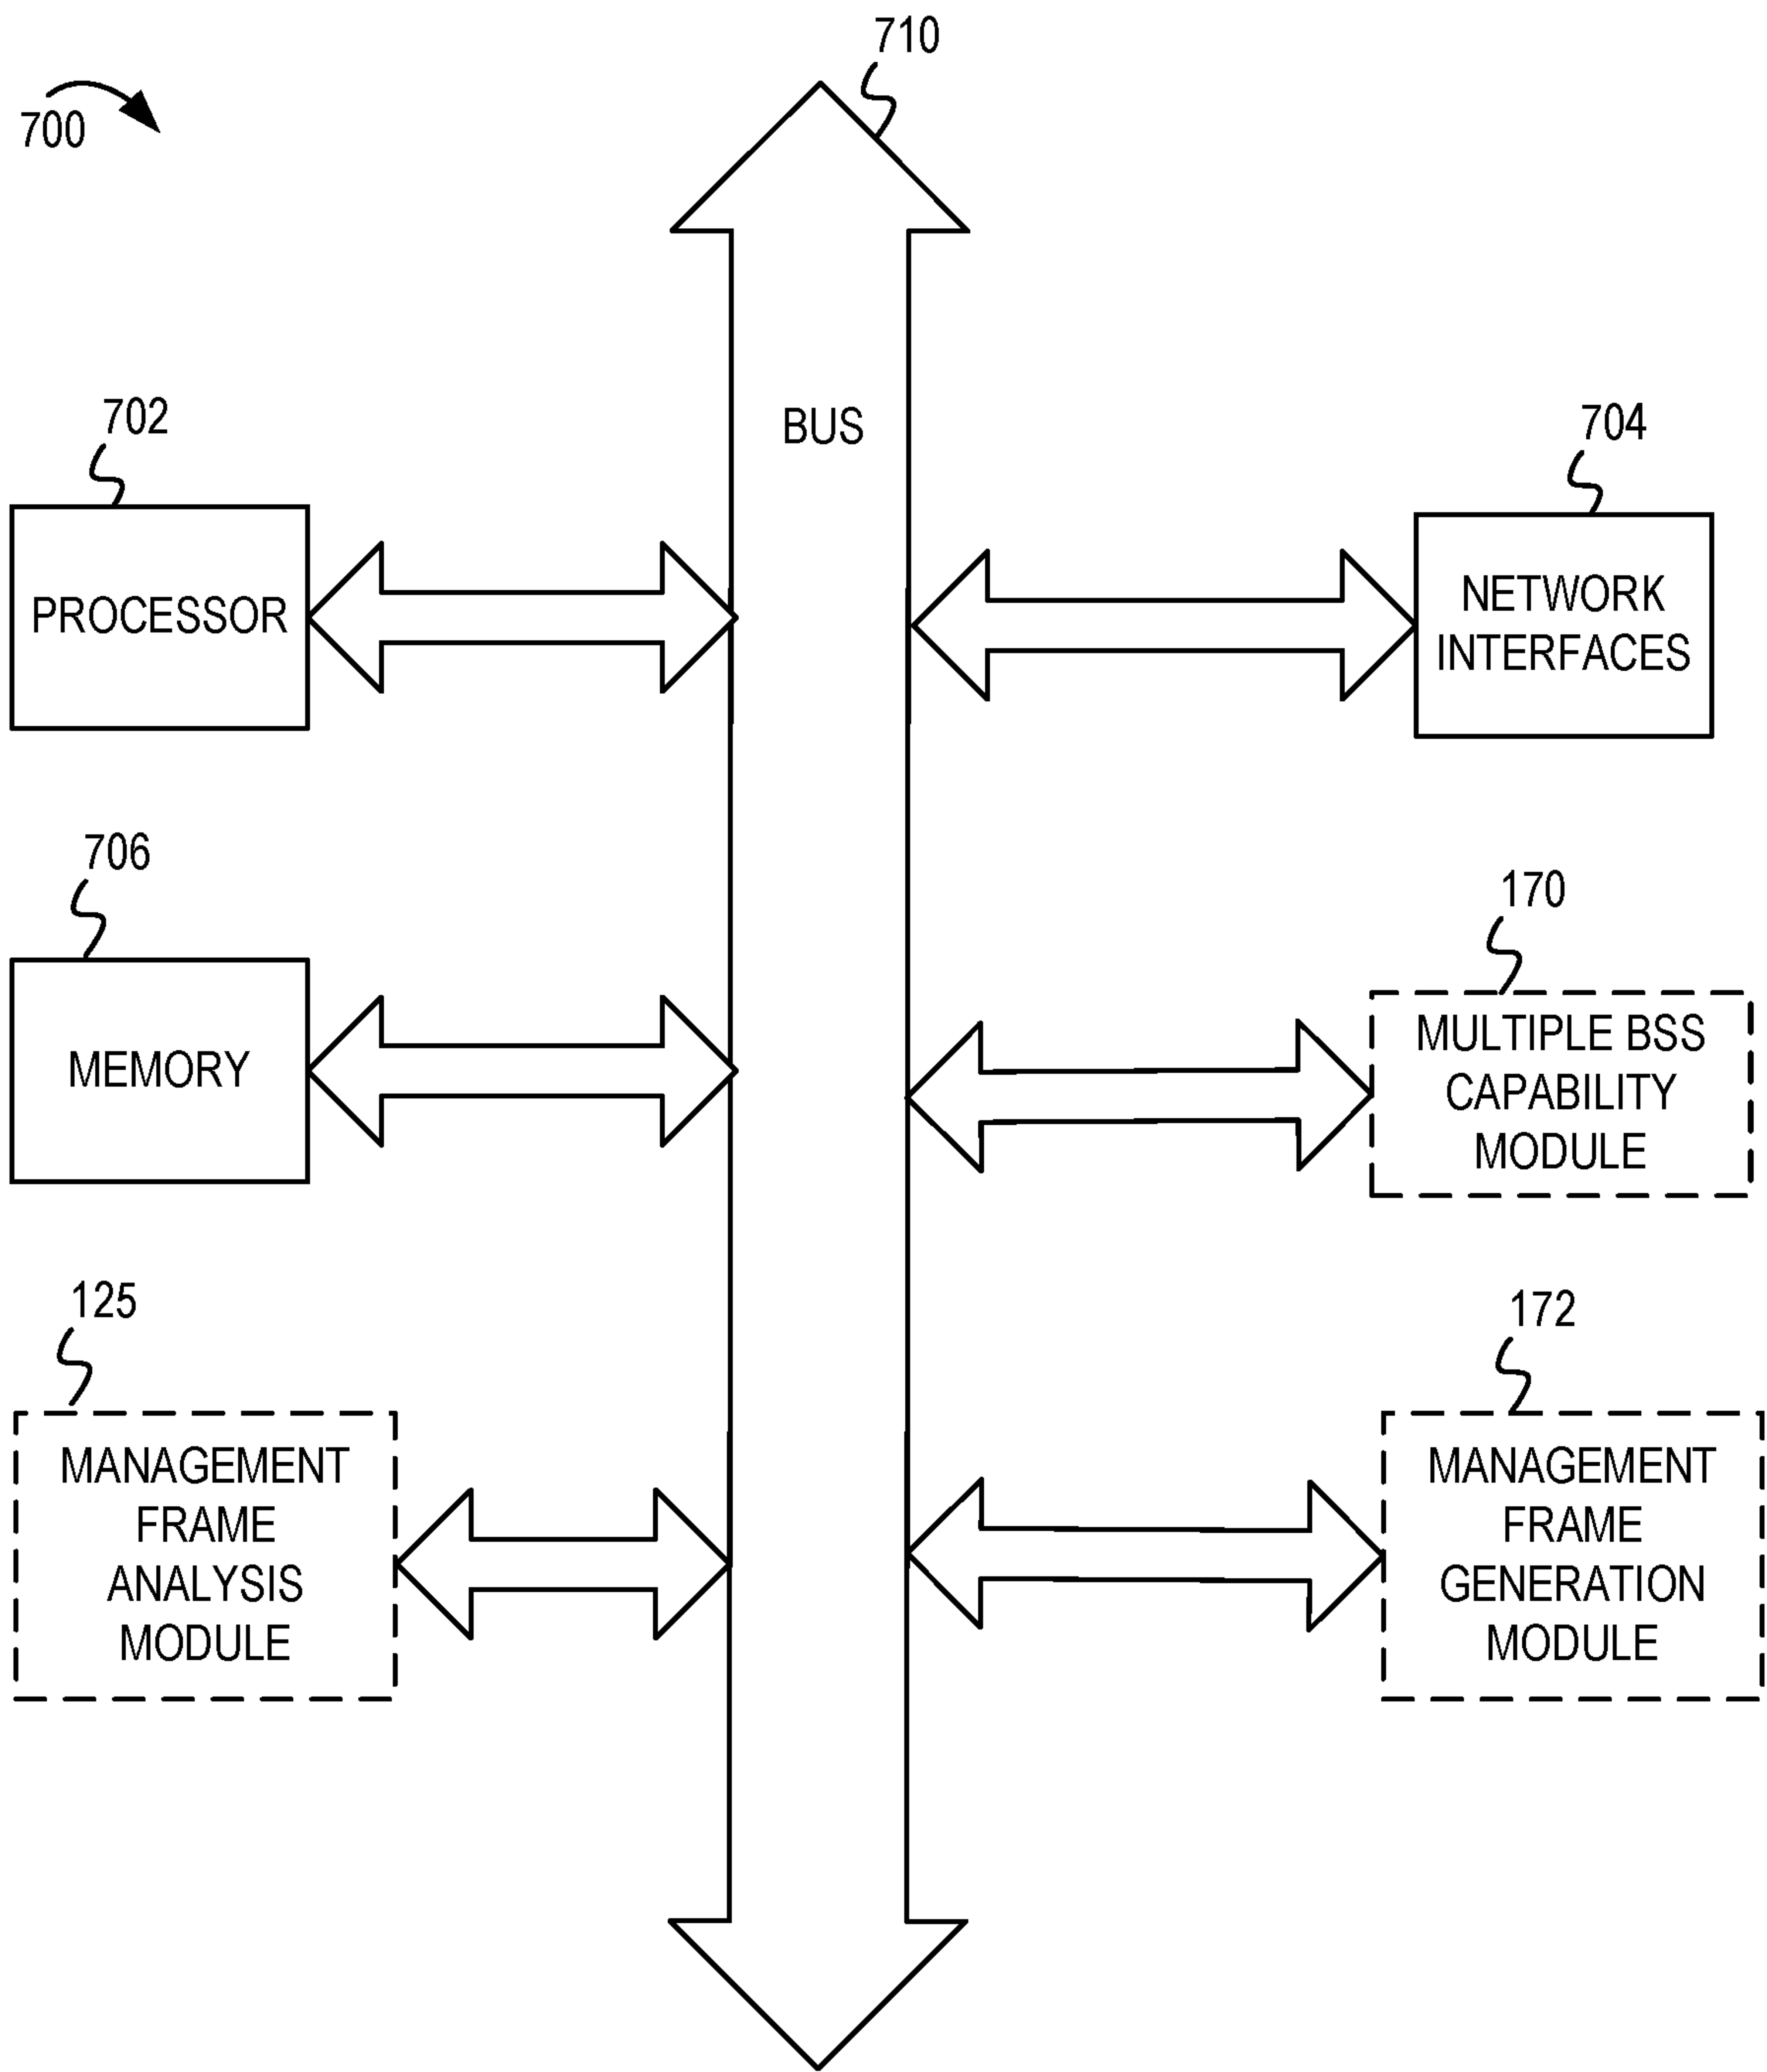 710
700
BUS
702
PROCESSOR
704
NETWORK
INTERFACES
706
MEMORY
170
MULTIPLE BSS
CAPABILITY
MODULE
125
MANAGEMENT
FRAME
ANALYSIS
MODULE
172
MANAGEMENT
FRAME
GENERATION
MODULE